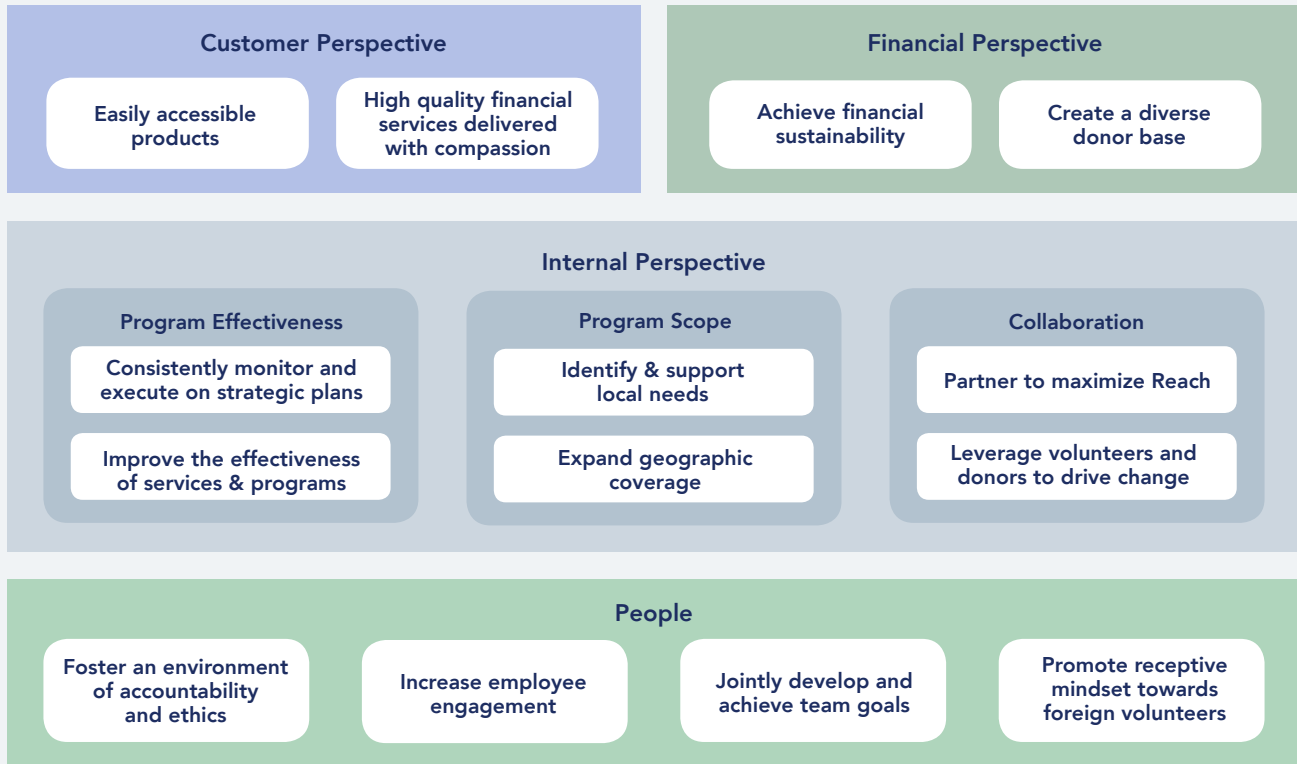 Customer Perspective
Easily accessible
products
High quality financial
services delivered
with compassion
Financial Perspective
Achieve financial
sustainability
Create a diverse
donor base
Internal Perspective
Program Effectiveness
Consistently monitor and
execute on strategic plans
Improve the effectiveness
of services & programs
Program Scope
Identify & support
local needs
Expand geographic
coverage
Collaboration
Partner to maximize Reach
Leverage volunteers and
donors to drive change
People
Foster an environment
of accountability
and ethics
Increase employee
engagement
Jointly develop and
achieve team goals
Promote receptive
mindset towards
foreign volunteers